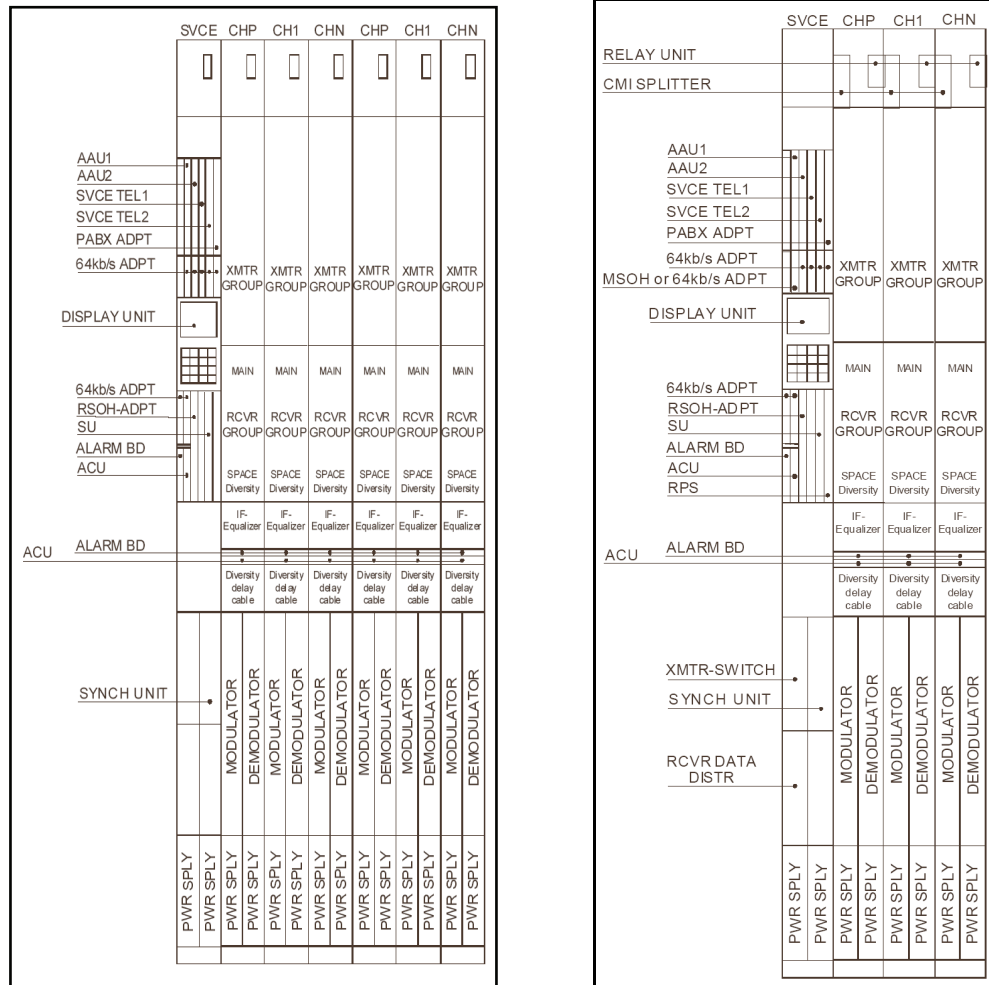 SVCE CHP CH1 CHN CHP CH1 CHN
AAU1
AAU2
SVCE TEL1
SVCE TEL2
PABX ADPT
64kb/s ADPT
XMTR XMTR XMTR XMTR XMTR XMTR
GROUP GROUP GROUP GROUP GROUP GROUP
DISPLAY UNIT
MAIN MAIN MAIN MAIN MAIN MAIN
64kb/s ADPT
RSOH-ADPT
SU
RCVR RCVR RCVR RCVR RCVR RCVR
GROUP GROUP GROUP GROUP GROUP GROUP
ALARM BD
ACU
SPACE SPACE SPACE SPACE SPACE SPACE
Diversity Diversity Diversity Diversity Diversity Diversity
IF- IF- IF- IF- IF- IF-
Equalizer Equalizer Equalizer Equalizer Equalizer Equalizer
ALARM BD
ACU
Diversity Diversity Diversity Diversity Diversity Diversity
delay delay delay delay delay delay
cable cable cable cable cable cable
SYNCH UNIT
MODULATOR DEMODULATOR MODULATOR DEMODULATOR MODULATOR DEMODULATOR MODULATOR DEMODULATOR MODULATOR DEMODULATOR MODULATOR DEMODULATOR
PWR SPLY PWR SPLY PWR SPLY PWR SPLY PWR SPLY PWR SPLY PWR SPLY PWR SPLY PWR SPLY PWR SPLY PWR SPLY PWR SPLY PWR SPLY PWR SPLY
SVCE CHP CH1 CHN
RELAY UNIT
CMI SPLITTER
AAU1
AAU2
SVCE TEL1
SVCE TEL2
PABX ADPT
64kb/s ADPT
MSOH or 64kb/s ADPT
XMTR XMTR XMTR
GROUP GROUP GROUP
DISPLAY UNIT
MAIN MAIN MAIN
64kb/s ADPT
RSOH-ADPT
SU
RCVR RCVR RCVR
GROUP GROUP GROUP
ALARM BD
ACU
RPS
SPACE SPACE SPACE
Diversity Diversity Diversity
IF- IF- IF-
Equalizer Equalizer Equalizer
ALARM BD
ACU
Diversity Diversity Diversity
delay delay delay
cable cable cable
XMTR-SWITCH
SYNCH UNIT
RCVR DATA
DISTR
MODULATOR DEMODULATOR MODULATOR DEMODULATOR MODULATOR DEMODULATOR
PWR SPLY PWR SPLY PWR SPLY PWR SPLY PWR SPLY PWR SPLY PWR SPLY PWR SPLY